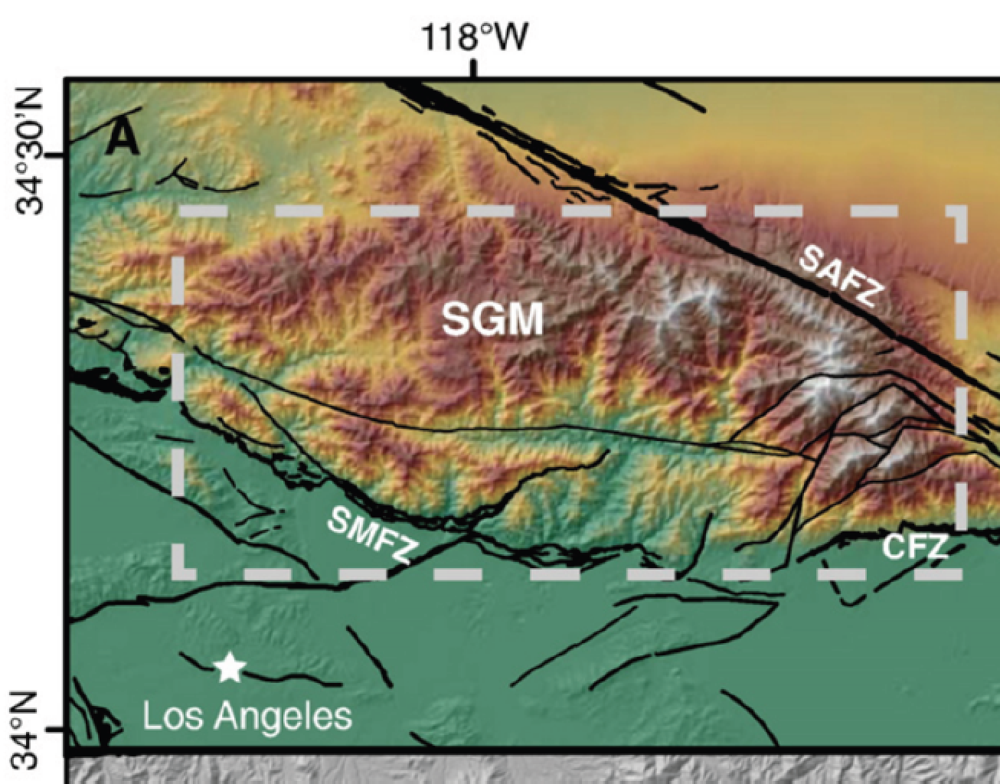 118°W
34°30'N
A
SAFZ
SGM
SMFZ
CFZ
Los Angeles
34°N